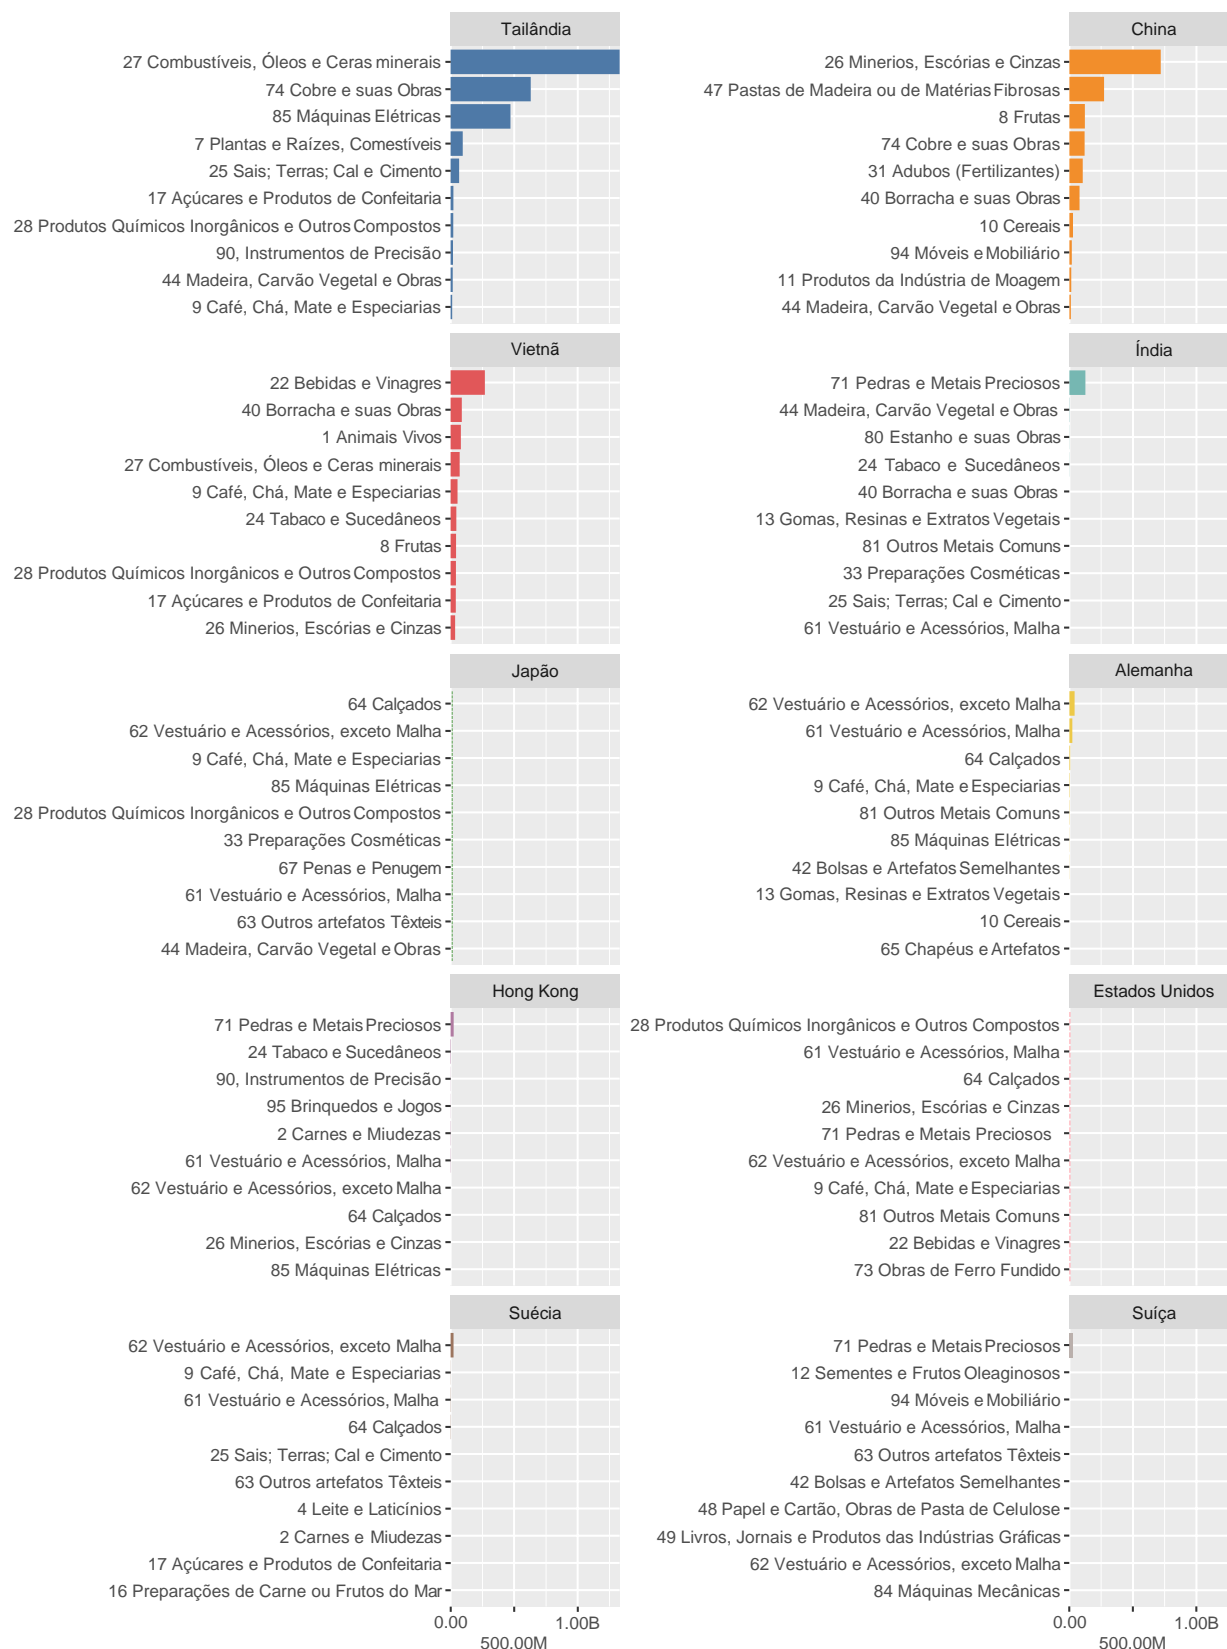 Tailândia
27 Combustíveis, Óleos e Ceras minerais
74 Cobre e suas Obras
85 Máquinas Elétricas
7 Plantas e Raízes, Comestíveis
25 Sais; Terras; Cal e Cimento
17 Açúcares e Produtos de Confeitaria
28 Produtos Químicos Inorgânicos e Outros Compostos
90, Instrumentos de Precisão
44 Madeira, Carvão Vegetal e Obras
9 Café, Chá, Mate e Especiarias
China
26 Minerios, Escórias e Cinzas
47 Pastas de Madeira ou de Matérias Fibrosas
8 Frutas
74 Cobre e suas Obras
31 Adubos (Fertilizantes)
40 Borracha e suas Obras
10 Cereais
94 Móveis e Mobiliário
11 Produtos da Indústria de Moagem
44 Madeira, Carvão Vegetal e Obras
Vietnã
22 Bebidas e Vinagres
40 Borracha e suas Obras
1 Animais Vivos
27 Combustíveis, Óleos e Ceras minerais
9 Café, Chá, Mate e Especiarias
24 Tabaco e Sucedâneos
8 Frutas
28 Produtos Químicos Inorgânicos e Outros Compostos
17 Açúcares e Produtos de Confeitaria
26 Minerios, Escórias e Cinzas
Índia
71 Pedras e Metais Preciosos
44 Madeira, Carvão Vegetal e Obras
80 Estanho e suas Obras
24 Tabaco e Sucedâneos
40 Borracha e suas Obras
13 Gomas, Resinas e Extratos Vegetais
81 Outros Metais Comuns
33 Preparações Cosméticas
25 Sais; Terras; Cal e Cimento
61 Vestuário e Acessórios, Malha
Japão
64 Calçados
62 Vestuário e Acessórios, exceto Malha
9 Café, Chá, Mate e Especiarias
85 Máquinas Elétricas
28 Produtos Químicos Inorgânicos e Outros Compostos
33 Preparações Cosméticas
67 Penas e Penugem
61 Vestuário e Acessórios, Malha
63 Outros artefatos Têxteis
44 Madeira, Carvão Vegetal e Obras
Alemanha
62 Vestuário e Acessórios, exceto Malha
61 Vestuário e Acessórios, Malha
64 Calçados
9 Café, Chá, Mate e Especiarias
81 Outros Metais Comuns
85 Máquinas Elétricas
42 Bolsas e Artefatos Semelhantes
13 Gomas, Resinas e Extratos Vegetais
10 Cereais
65 Chapéus e Artefatos
Hong Kong
71 Pedras e Metais Preciosos
24 Tabaco e Sucedâneos
90, Instrumentos de Precisão
95 Brinquedos e Jogos
2 Carnes e Miudezas
61 Vestuário e Acessórios, Malha
62 Vestuário e Acessórios, exceto Malha
64 Calçados
26 Minerios, Escórias e Cinzas
85 Máquinas Elétricas
Estados Unidos
28 Produtos Químicos Inorgânicos e Outros Compostos
61 Vestuário e Acessórios, Malha
64 Calçados
26 Minerios, Escórias e Cinzas
71 Pedras e Metais Preciosos
62 Vestuário e Acessórios, exceto Malha
9 Café, Chá, Mate e Especiarias
81 Outros Metais Comuns
22 Bebidas e Vinagres
73 Obras de Ferro Fundido
Suécia
62 Vestuário e Acessórios, exceto Malha
9 Café, Chá, Mate e Especiarias
61 Vestuário e Acessórios, Malha
64 Calçados
25 Sais; Terras; Cal e Cimento
63 Outros artefatos Têxteis
4 Leite e Laticínios
2 Carnes e Miudezas
17 Açúcares e Produtos de Confeitaria
16 Preparações de Carne ou Frutos do Mar
0.00 1.00B
500.00M
Suíça
71 Pedras e Metais Preciosos
12 Sementes e Frutos Oleaginosos
94 Móveis e Mobiliário
61 Vestuário e Acessórios, Malha
63 Outros artefatos Têxteis
42 Bolsas e Artefatos Semelhantes
48 Papel e Cartão, Obras de Pasta de Celulose
49 Livros, Jornais e Produtos das Indústrias Gráficas
62 Vestuário e Acessórios, exceto Malha
84 Máquinas Mecânicas
0.00 1.00B
500.00M